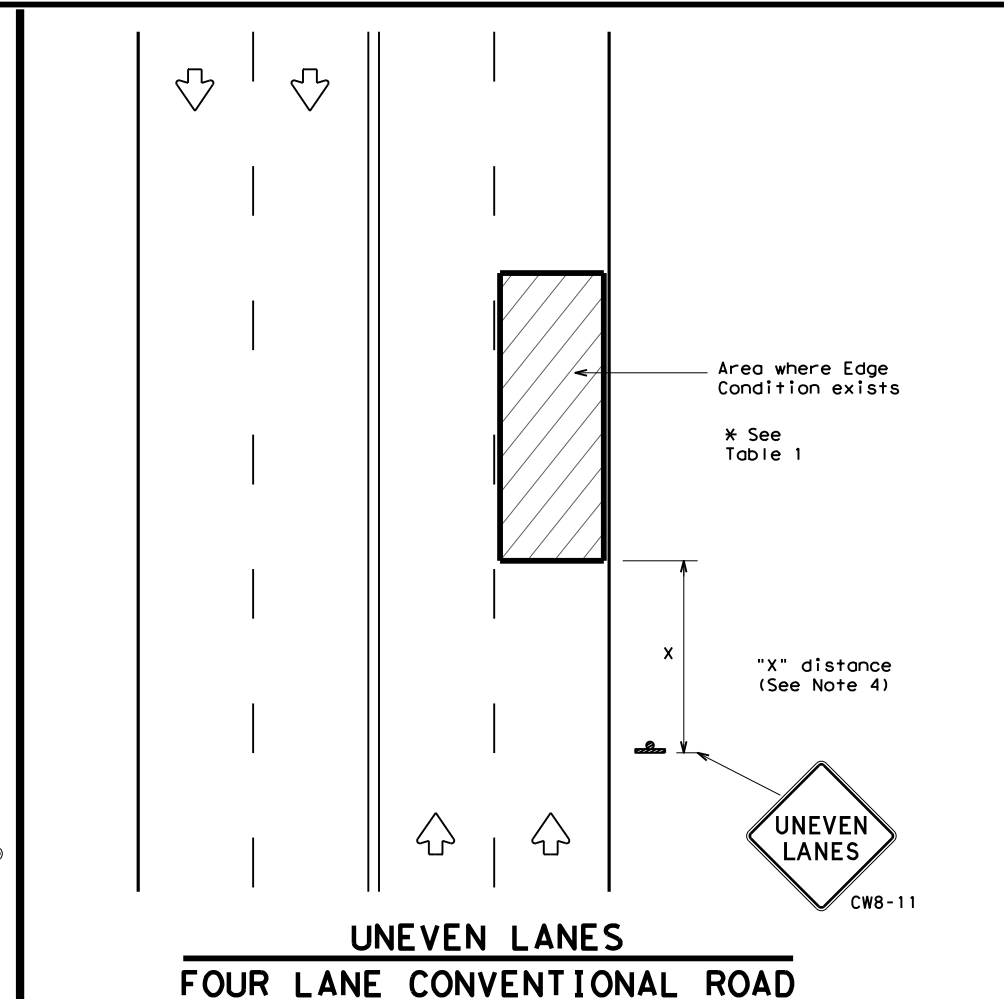 Area where Edge
Condition exists
* See
Table 1
X
"X" distance
(See Note 4)
UNEVEN
LANES
CW8-11
UNEVEN LANES
FOUR LANE CONVENTIONAL ROAD